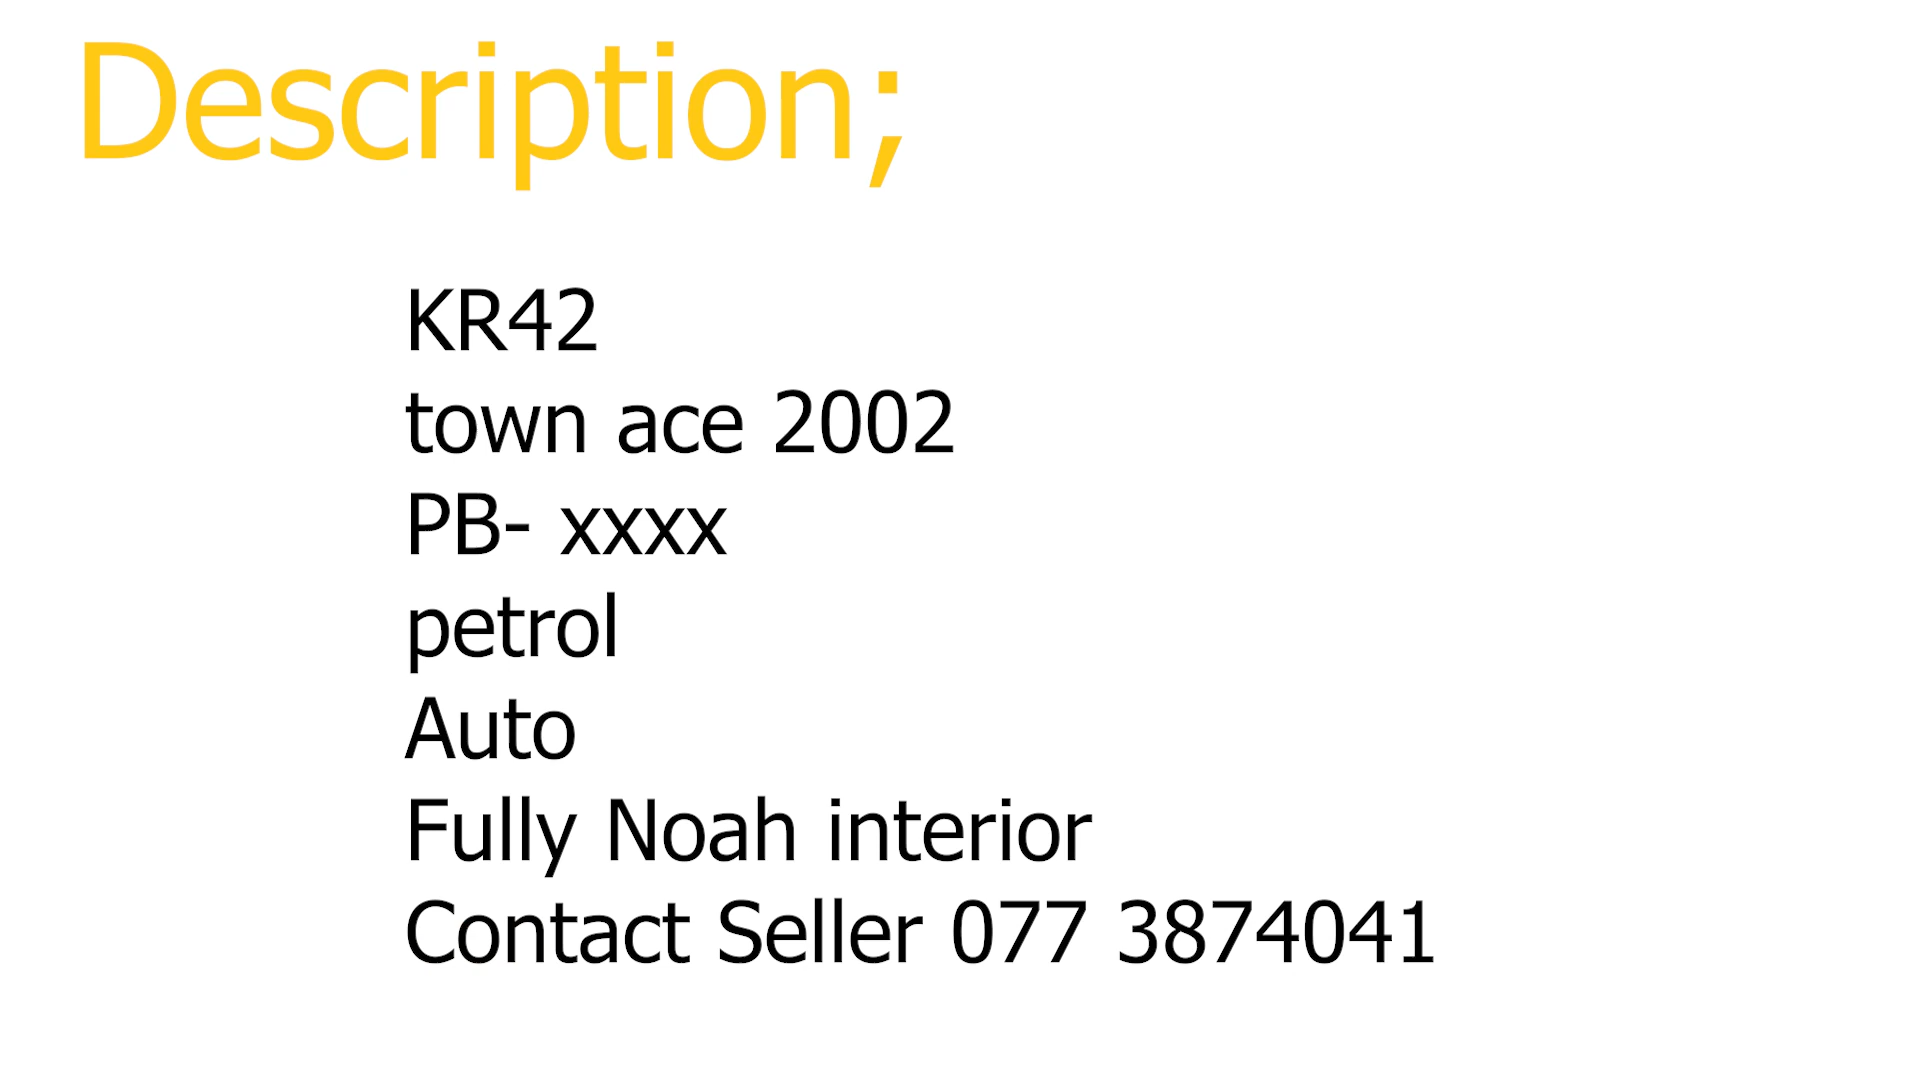 Description;
KR42
town ace 2002
PB- xxxx
petrol
Auto
Fully Noah interior
Contact Seller 077 3874041